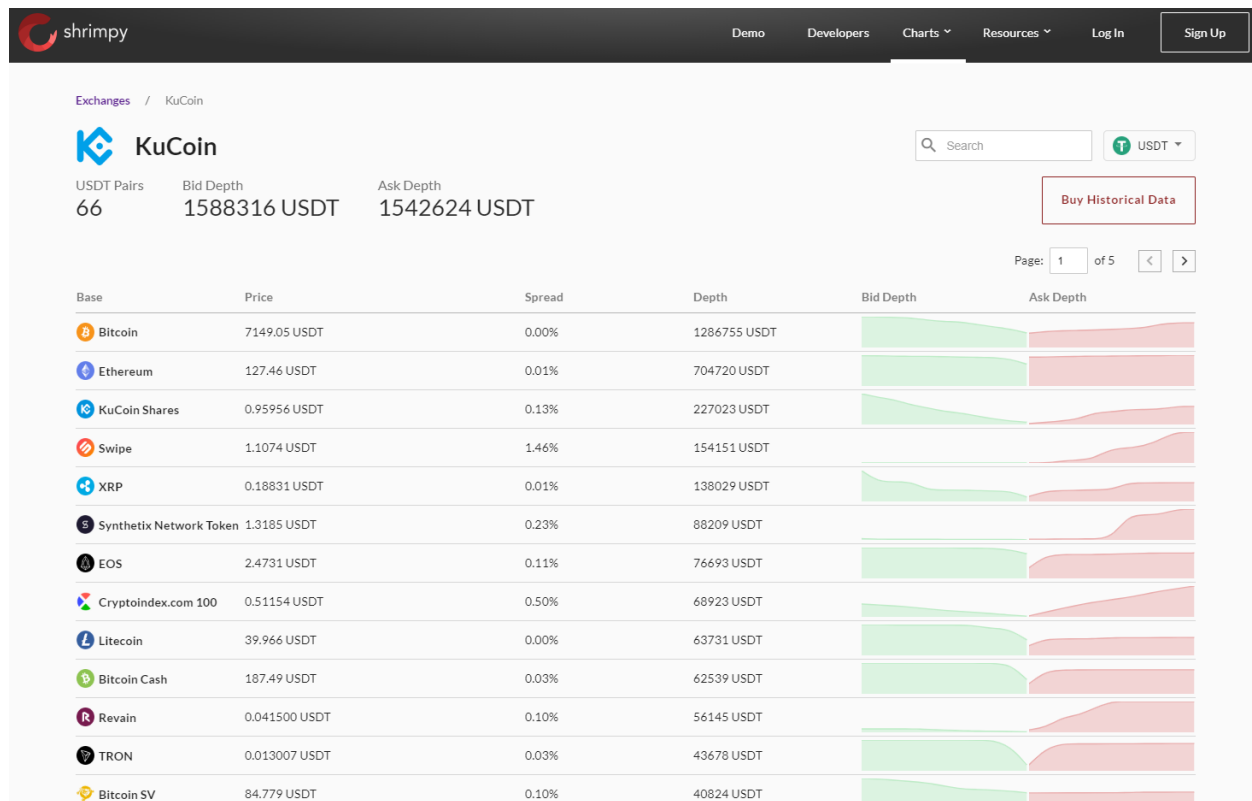 shrimpy Demo Developers Charts Resources Log In Sign Up
Exchanges / KuCoin
KuCoin Search USDT
USDT Pairs Bid Depth Ask Depth
66 1588316 USDT 1542624 USDT
Buy Historical Data
Page: 1 of 5
Base Price Spread Depth Bid Depth Ask Depth
Bitcoin 7149.05 USDT 0.00% 1286755 USDT
Ethereum 127.46 USDT 0.01% 704720 USDT
KuCoin Shares 0.95956 USDT 0.13% 227023 USDT
Swipe 1.1074 USDT 1.46% 154151 USDT
XRP 0.18831 USDT 0.01% 138029 USDT
Synthetix Network Token 1.3185 USDT 0.23% 88209 USDT
EOS 2.4731 USDT 0.11% 76693 USDT
Cryptoindex.com 100 0.51154 USDT 0.50% 68923 USDT
Litecoin 39.966 USDT 0.00% 63731 USDT
Bitcoin Cash 187.49 USDT 0.03% 62539 USDT
Revain 0.041500 USDT 0.10% 56145 USDT
TRON 0.013007 USDT 0.03% 43678 USDT
Bitcoin SV 84.779 USDT 0.10% 40824 USDT